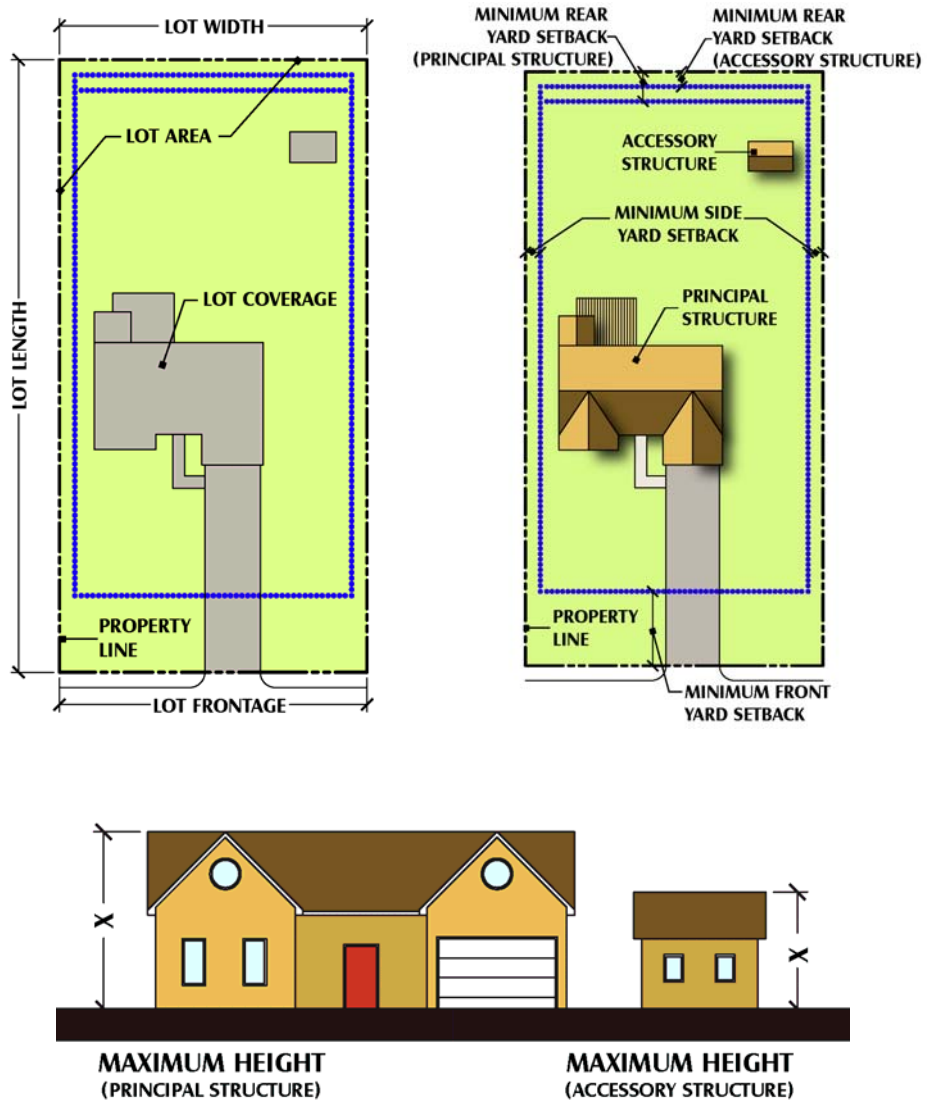 LOT WIDTH
LOT AREA
LOT COVERAGE
LOT LENGTH
PROPERTY
LINE
LOT FRONTAGE
MINIMUM REAR
YARD SETBACK
(PRINCIPAL STRUCTURE)
MINIMUM REAR
YARD SETBACK
(ACCESSORY STRUCTURE)
ACCESSORY
STRUCTURE
MINIMUM SIDE
YARD SETBACK
PRINCIPAL
STRUCTURE
PROPERTY
LINE
MINIMUM FRONT
YARD SETBACK
X
X
MAXIMUM HEIGHT
(PRINCIPAL STRUCTURE)
MAXIMUM HEIGHT
(ACCESSORY STRUCTURE)